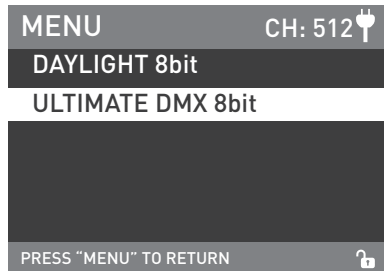 MENU CH: 512
DAYLIGHT 8bit
ULTIMATE DMX 8bit
PRESS “MENU” TO RETURN